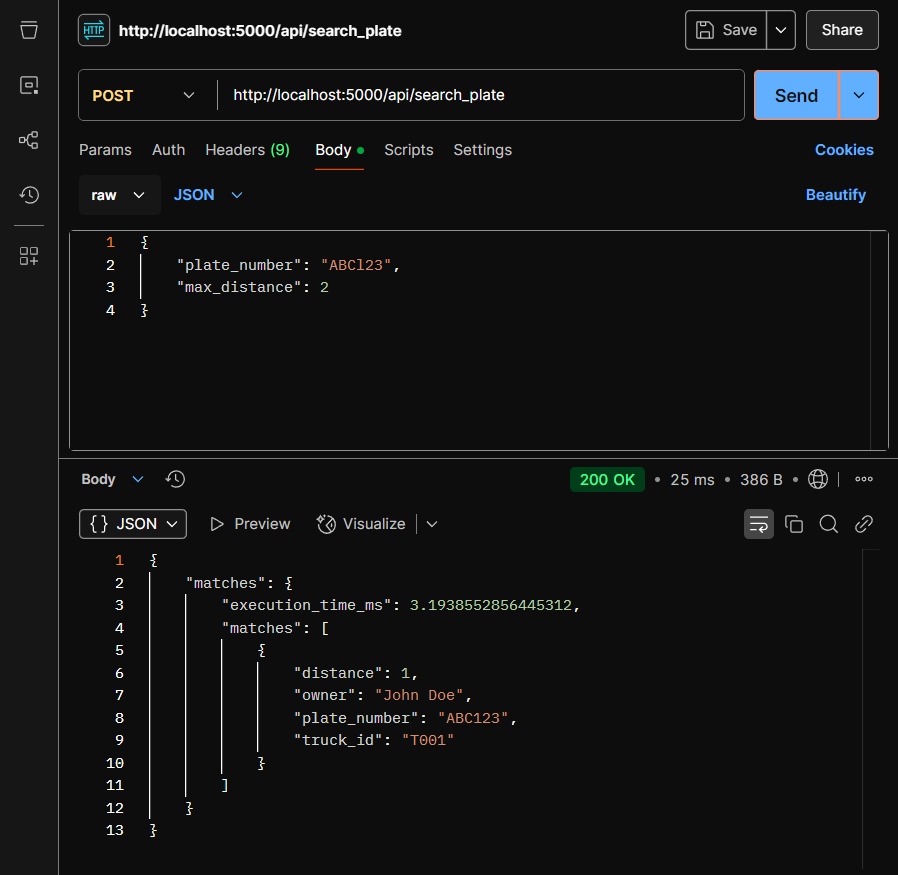 HTTP http://localhost:5000/api/search_plate Save Share
POST http://localhost:5000/api/search_plate Send
Params Auth Headers (9) Body Scripts Settings Cookies
raw JSON Beautify
1 {
2 "plate_number": "ABCl23",
3 "max_distance": 2
4 }
Body 200 OK • 25 ms • 386 B •
{} JSON Preview Visualize
1 {
2 "matches": {
3 "execution_time_ms": 3.1938552856445312,
4 "matches": [
5 {
6 "distance": 1,
7 "owner": "John Doe",
8 "plate_number": "ABC123",
9 "truck_id": "T001"
10 }
11 ]
12 }
13 }